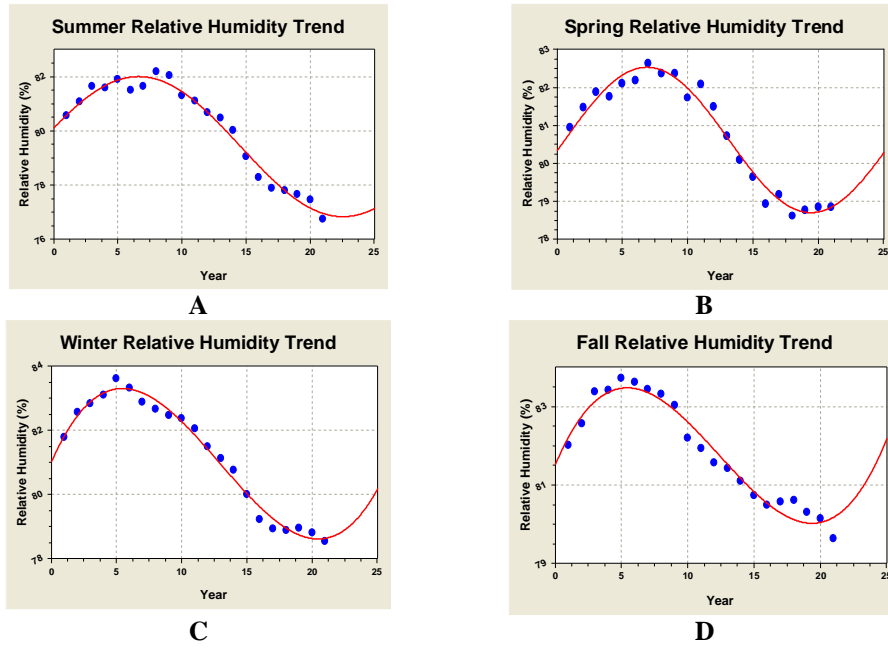 Summer Relative Humidity Trend
Relative Humidity (%)
82
80
78
76
0 5 10 15 20 25
Year
A
Spring Relative Humidity Trend
Relative Humidity (%)
83
82
81
80
79
78
0 5 10 15 20 25
Year
B
Winter Relative Humidity Trend
Relative Humidity (%)
84
82
80
78
0 5 10 15 20 25
Year
C
Fall Relative Humidity Trend
Relative Humidity (%)
83
81
79
0 5 10 15 20 25
Year
D